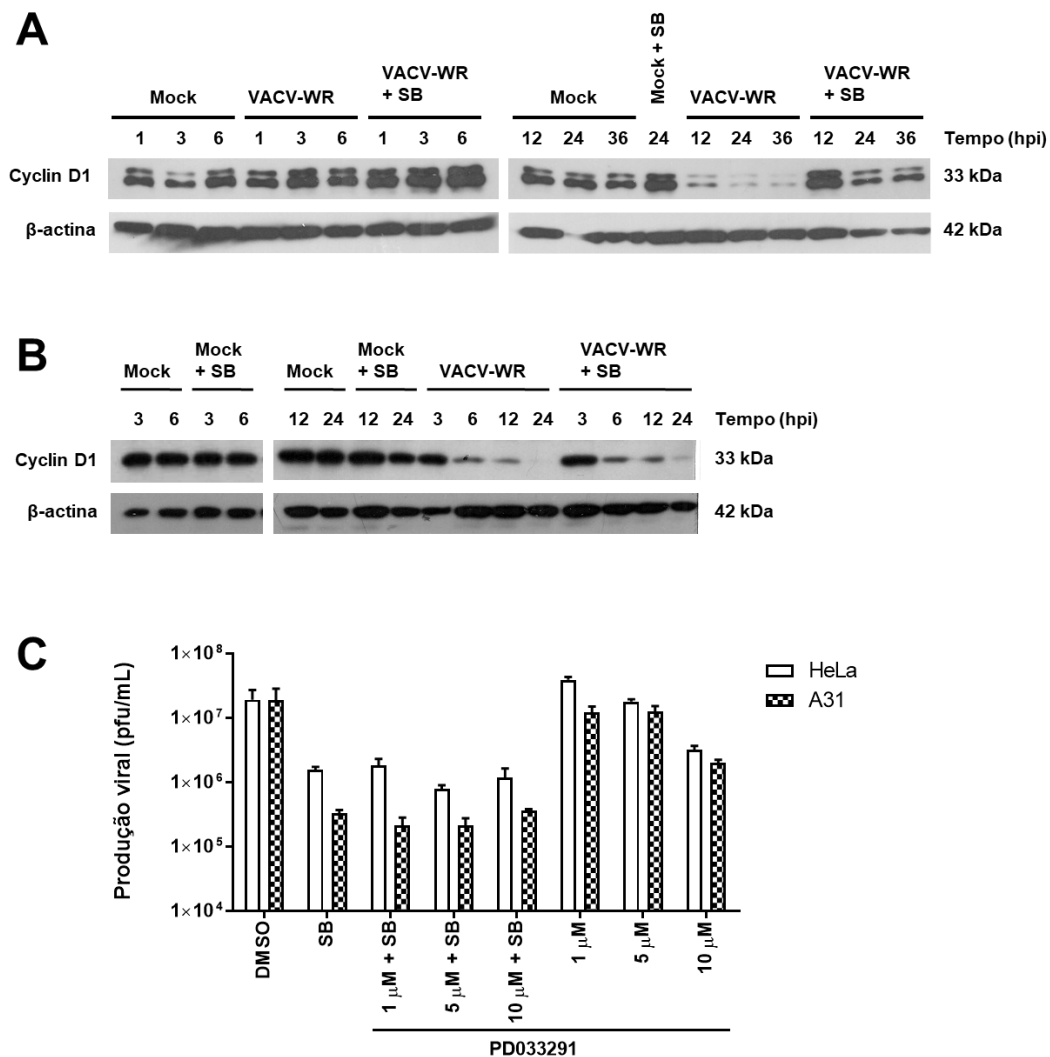 A
Mock VACV-WR VACV-WR + SB Mock Mock + SB VACV-WR VACV-WR + SB
1 3 6 1 3 6 1 3 6 12 24 36 24 12 24 36 12 24 36 Tempo (hpi)
Cyclin D1 33 kDa
β-actina 42 kDa
B
Mock Mock + SB Mock Mock + SB VACV-WR VACV-WR + SB
3 6 3 6 12 24 12 24 3 6 12 24 3 6 12 24 Tempo (hpi)
Cyclin D1 33 kDa
β-actina 42 kDa
C
Produção viral (pfu/mL)
1×10⁸
1×10⁷
1×10⁶
1×10⁵
1×10⁴
HeLa
A31
DMSO SB 1 µM + SB 5 µM + SB 10 µM + SB 1 µM 5 µM 10 µM
PD033291